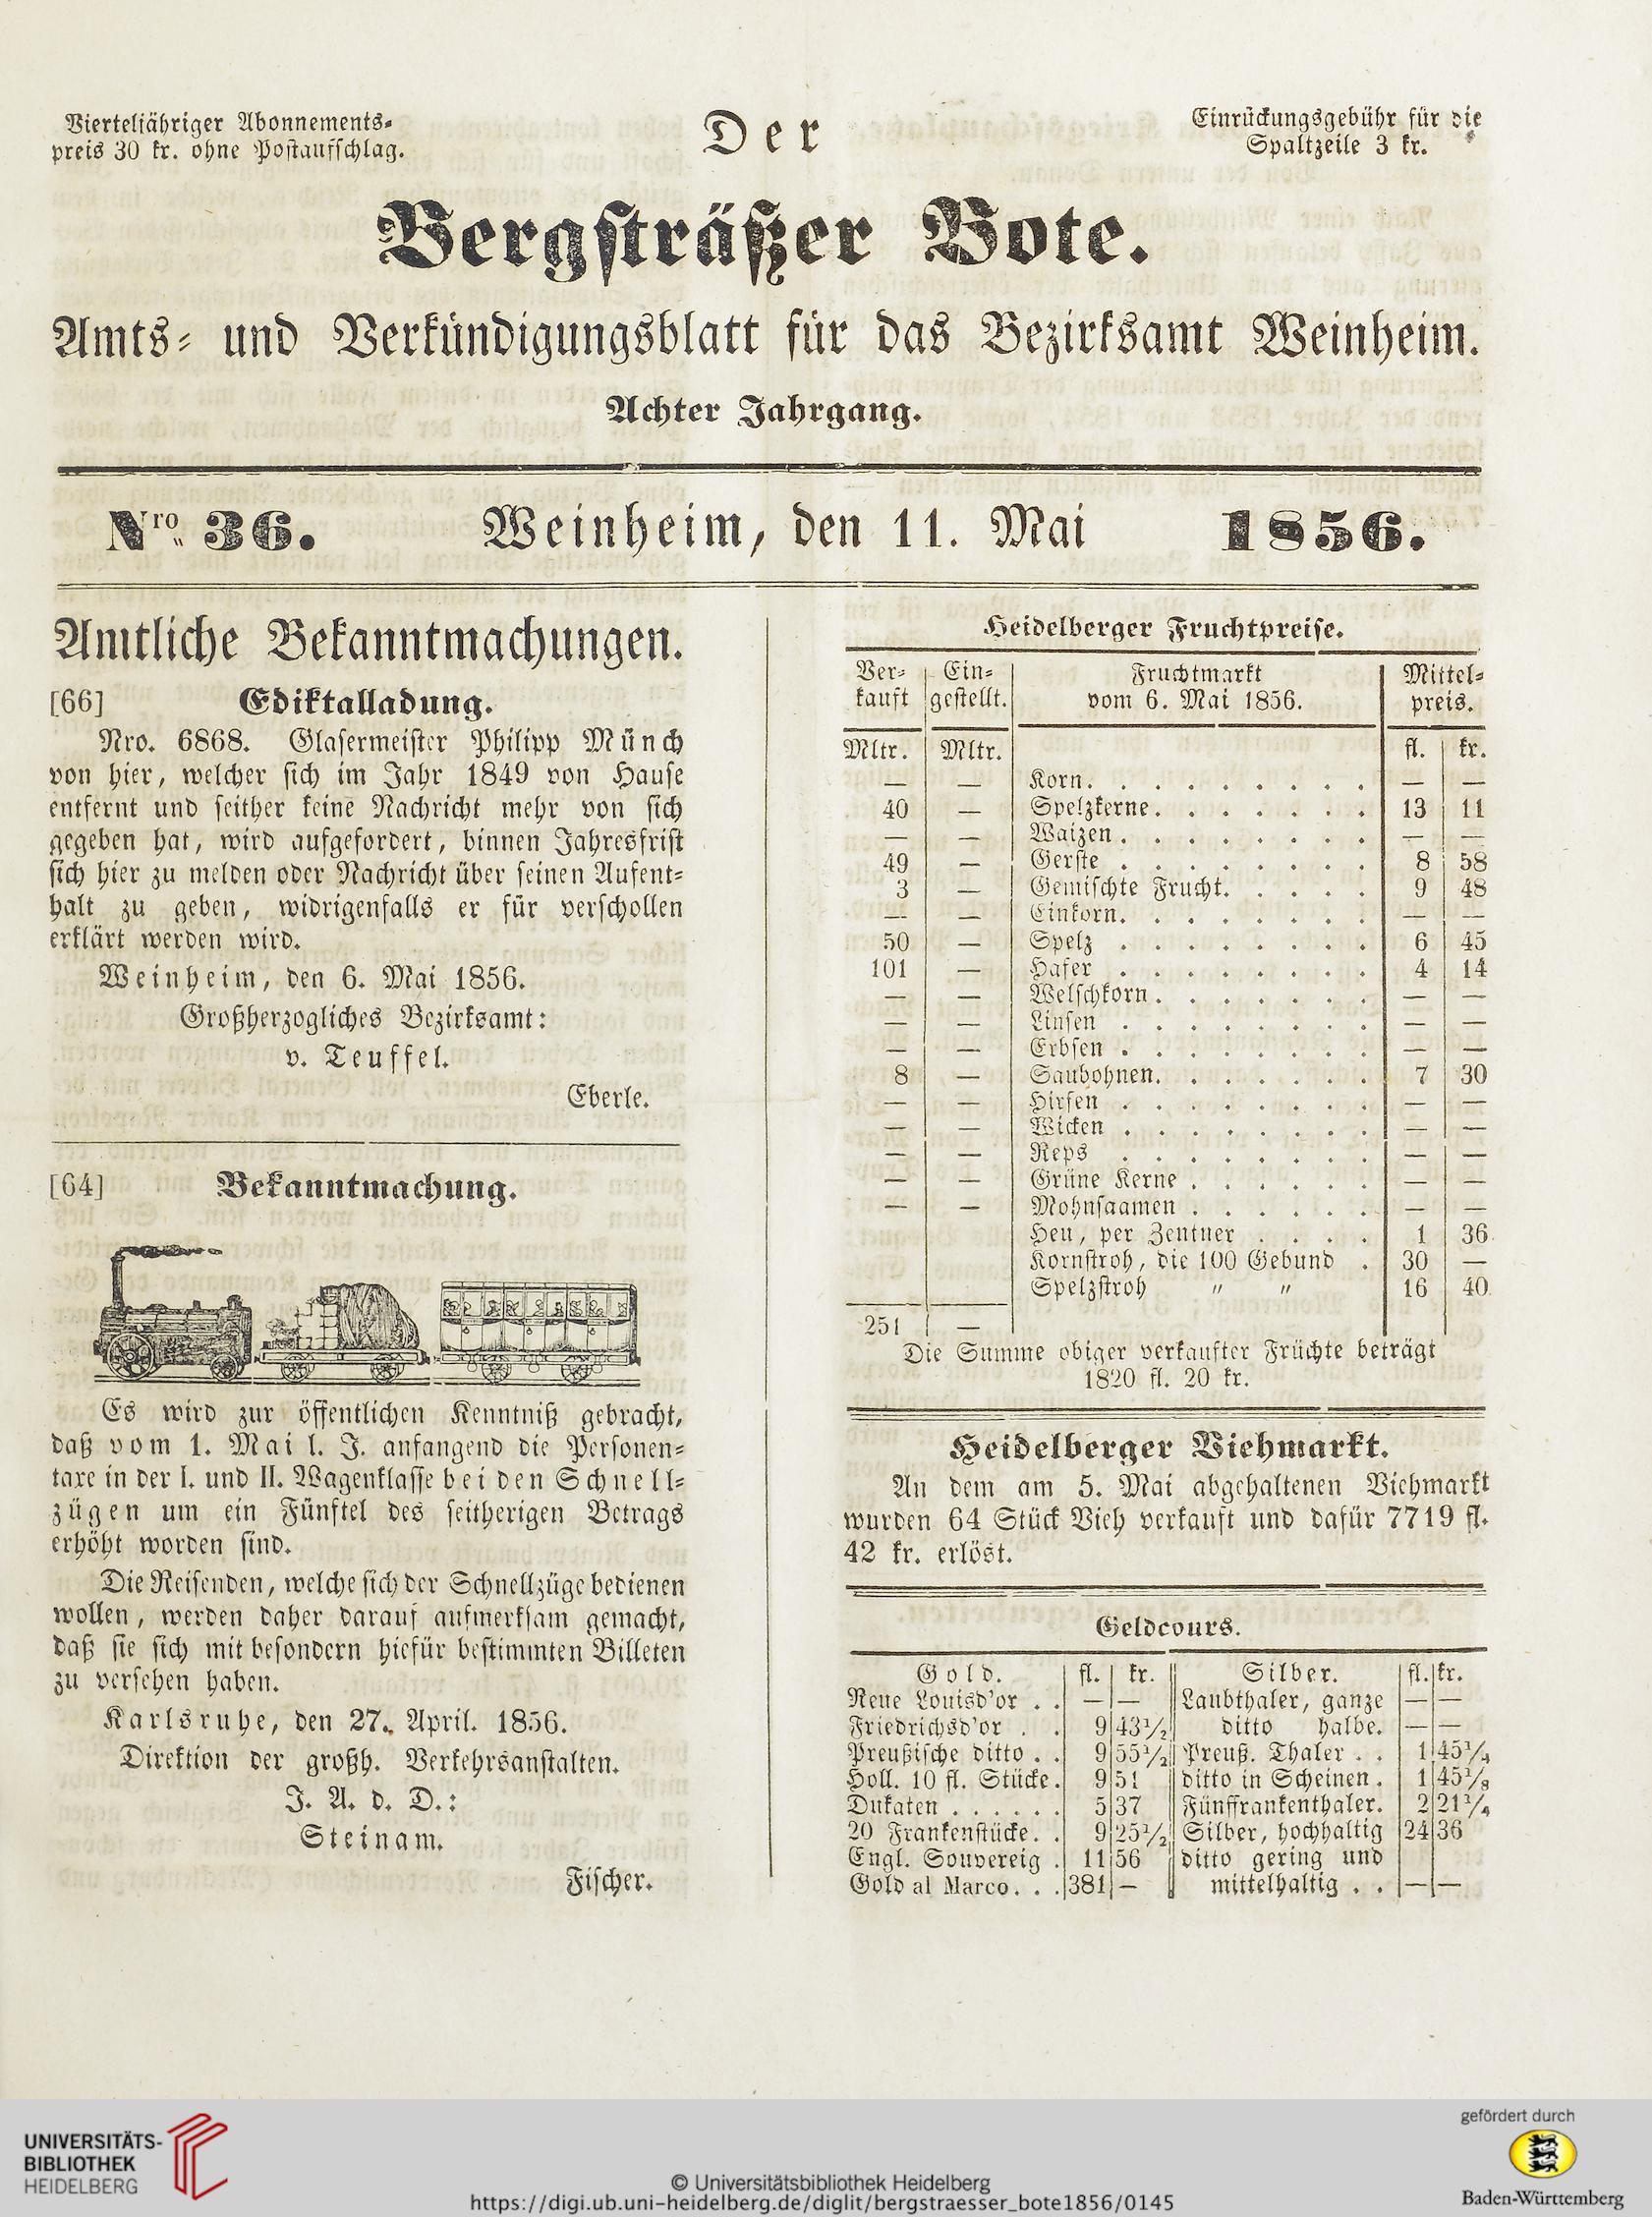 Vierteljähriger Abonnements-
preis 30 kr. ohne Postaufschlag.
Der
Einrückungsgebühr für die
Spaltzeile 3 kr.
Bergsträßer Bote.
Amts- und Verkündigungsblatt für das Bezirksamt Weinheim.
Achter Jahrgang.
Nro. 36. Weinheim, den 11. Mai 1856.
Amtliche Bekanntmachungen.
[66] Ediktalladung.
Nro. 6868. Glasermeister Philipp Münch
von hier, welcher sich im Jahr 1849 von Hause
entfernt und seither keine Nachricht mehr von sich
gegeben hat, wird aufgefordert, binnen Jahresfrist
sich hier zu melden oder Nachricht über seinen Aufent-
halt zu geben, widrigenfalls er für verschollen
erklärt werden wird.
Weinheim, den 6. Mai 1856.
Großherzogliches Bezirksamt:
v. Teuffel.
Eberle.
[64] Bekanntmachung.
Es wird zur öffentlichen Kenntniß gebracht,
daß vom 1. Mai l. J. anfangend die Personen-
taxe in der I. und II. Wagenklasse bei den Schnell-
zügen um ein Fünftel des seitherigen Betrags
erhöht worden sind.
Die Reisenden, welche sich der Schnellzüge bedienen
wollen, werden daher darauf aufmerksam gemacht,
daß sie sich mit besondern hiefür bestimmten Billeten
zu versehen haben.
Karlsruhe, den 27. April. 1856.
Direktion der großh. Verkehrsanstalten.
J. A. d. D.:
Steinam.
Fischer.
Heidelberger Fruchtpreise.
Ver- Ein- Fruchtmarkt Mittel-
kauft gestellt. vom 6. Mai 1856. preis.
Mltr. Mltr. fl. kr.
— — Korn. . . . . . . . . — —
40 — Spelzkerne. . . . . . . 13 11
— — Waizen . . . . . . . . — —
49 — Gerste . . . . . . . . 8 58
3 — Gemischte Frucht. . . . . 9 48
— — Einkorn. . . . . . . . — —
50 — Spelz . . . . . . . . 6 45
101 — Hafer . . . . . . . . 4 14
— — Welschkorn . . . . . . . — —
— — Linsen . . . . . . . . — —
— — Erbsen . . . . . . . . — —
8 — Saubohnen. . . . . . . 7 30
— — Hirsen . . . . . . . . — —
— — Wicken . . . . . . . . — —
— — Reps . . . . . . . . — —
— — Grüne Kerne . . . . . . — —
— — Mohnsaamen . . . . . . — —
Heu, per Zentner . . . . 1 36
Kornstroh, die 100 Gebund . 30 —
Spelzstroh " " 16 40
251 —
Die Summe obiger verkaufter Früchte beträgt
1820 fl. 20 kr.
Heidelberger Viehmarkt.
An dem am 5. Mai abgehaltenen Viehmarkt
wurden 64 Stück Vieh verkauft und dafür 7719 fl.
42 kr. erlöst.
Geldcours.
Gold. fl. kr. Silber. fl. kr.
Neue Louisd'or . . — — Laubthaler, ganze — —
Friedrichsd'or . . 9 43½ ditto halbe. — —
Preußische ditto . . 9 55½ Preuß. Thaler . . 1 45¼
Holl. 10 fl. Stücke. 9 51 ditto in Scheinen . 1 45⅛
Dukaten . . . . . . 5 37 Fünffrankenthaler. 2 21¼
20 Frankenstücke. . 9 25½ Silber, hochhaltig 24 36
Engl. Souvereig . 11 56 ditto gering und
Gold al Marco. . . 381 — mittelhaltig . . — —
UNIVERSITÄTS-
BIBLIOTHEK
HEIDELBERG
© Universitätsbibliothek Heidelberg
https://digi.ub.uni-heidelberg.de/diglit/bergstraesser_bote1856/0145
gefördert durch
Baden-Württemberg